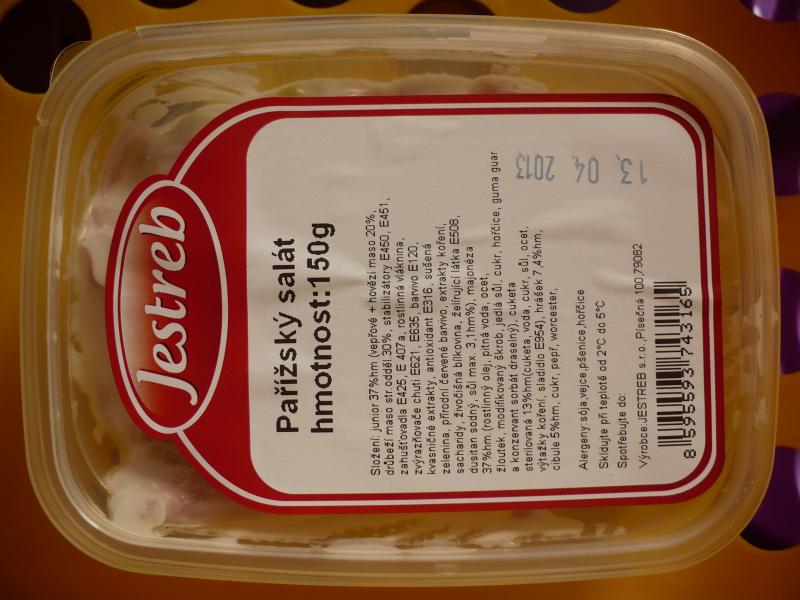 Jestreb
Pařížský salát
hmotnost:150g
Složení: junior 37%hm (vepřové + hovězí maso 20%,
drůbeží maso str.odděl.30%, stabilizátory E450, E451,
zahušťovadla E425, E 407a, rostlinná vláknina,
zvýrazňovače chuti E621, E635, barvivo E120,
kvasničné extrakty, antioxidant E316, sušená
zelenina, přírodní červené barvivo, extrakty koření,
sacharidy, živočišná bílkovina, želírující látka E508,
dusitan sodný, sůl max. 3,1hm%), majonéza
37%hm.(rostlinný olej, pitná voda, ocet,
žloutek, modifikovaný škrob, jedlá sůl, cukr, hořčice, guma guar
a konzervant sorbát draselný), cuketa
sterilovaná 13%hm(cuketa, voda, cukr, sůl, ocet,
výtažky koření, sladidlo E954), hrášek 7,4%hm,
cibule 5%hm, cukr, pepř, worcester,
Alergeny:sója,vejce,pšenice,hořčice
Skldujte při teplotě od 2°C do 5°C
Spotřebujte do:
13. 04 2013
Výrobce:JESTREB s.r.o.,Písečná 100,79082
8 595593 743165